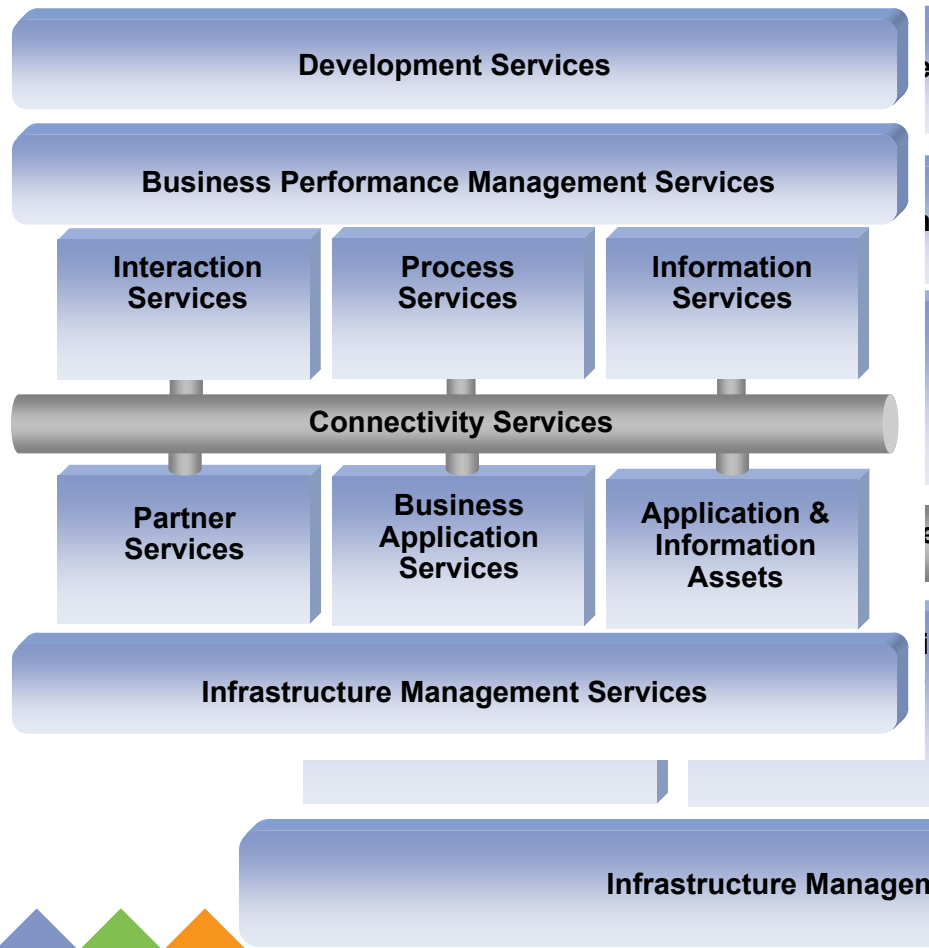 Development Services
Business Performance Management Services
Interaction
Services
Process
Services
Information
Services
Connectivity Services
Partner
Services
Business
Application
Services
Application &
Information
Assets
Infrastructure Management Services
Infrastructure